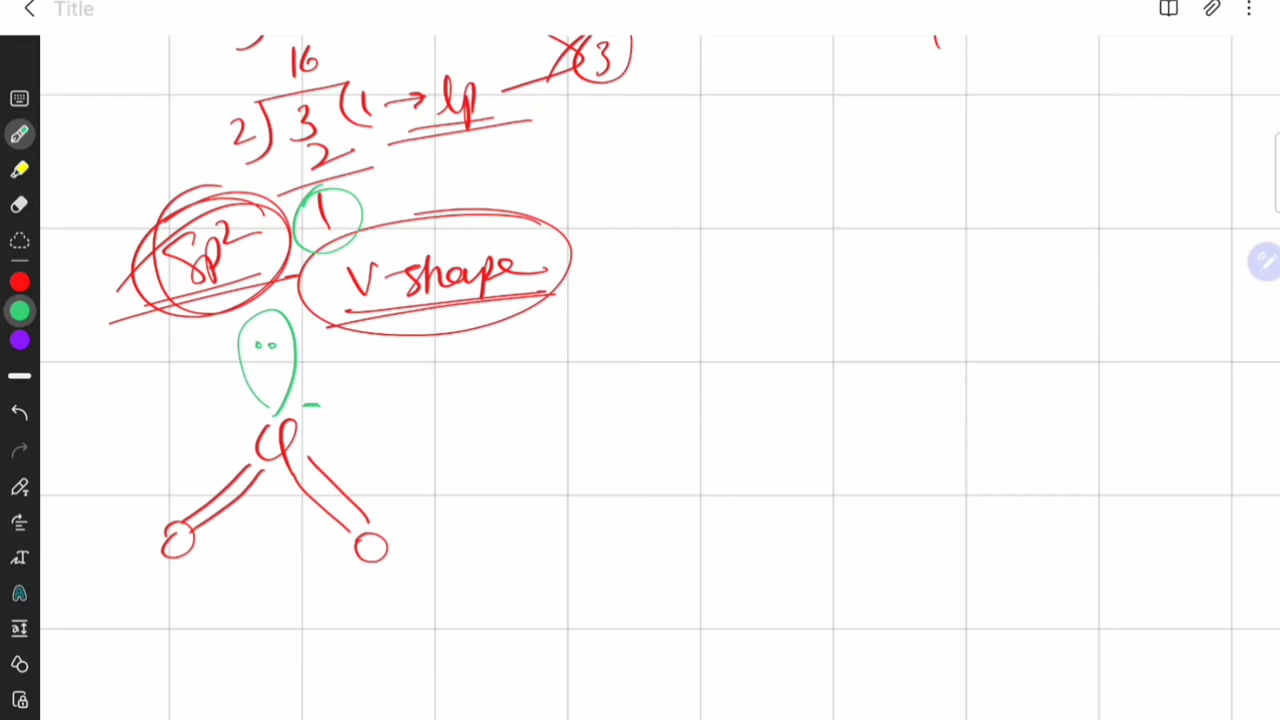 Title
16
3
2 ) 3 ( 1 → lp
2
1
Sp²
V-shape
Cl
O O